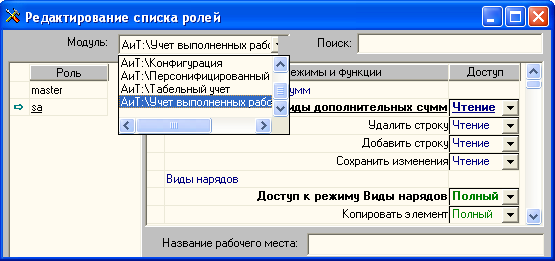 Редактирование списка ролей
Модуль: АиТ:\Учет выполненных рабо Поиск:
Роль
master
sa
АиТ:\Конфигурация
АиТ:\Персонифицированный
АиТ:\Табельный учет
АиТ:\Учет выполненных рабо
ежимы и функции Доступ
умм
иды дополнительных сумм Чтение
Удалить строку Чтение
Добавить строку Чтение
Сохранить изменения Чтение
Виды нарядов
Доступ к режиму Виды нарядов Полный
Копировать элемент Полный
Название рабочего места: